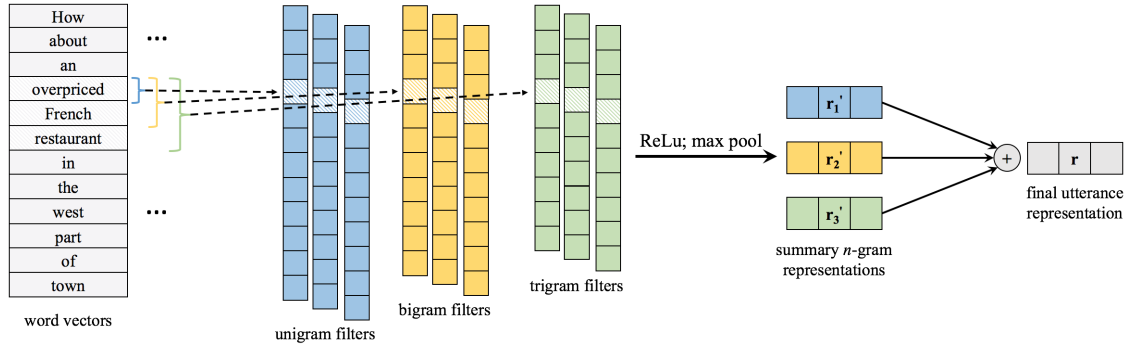 How
about
an
overpriced
French
restaurant
in
the
west
part
of
town
word vectors
...
...
unigram filters
bigram filters
trigram filters
ReLu; max pool
r₁'
r₂'
r₃'
summary n-gram
representations
+
r
final utterance
representation